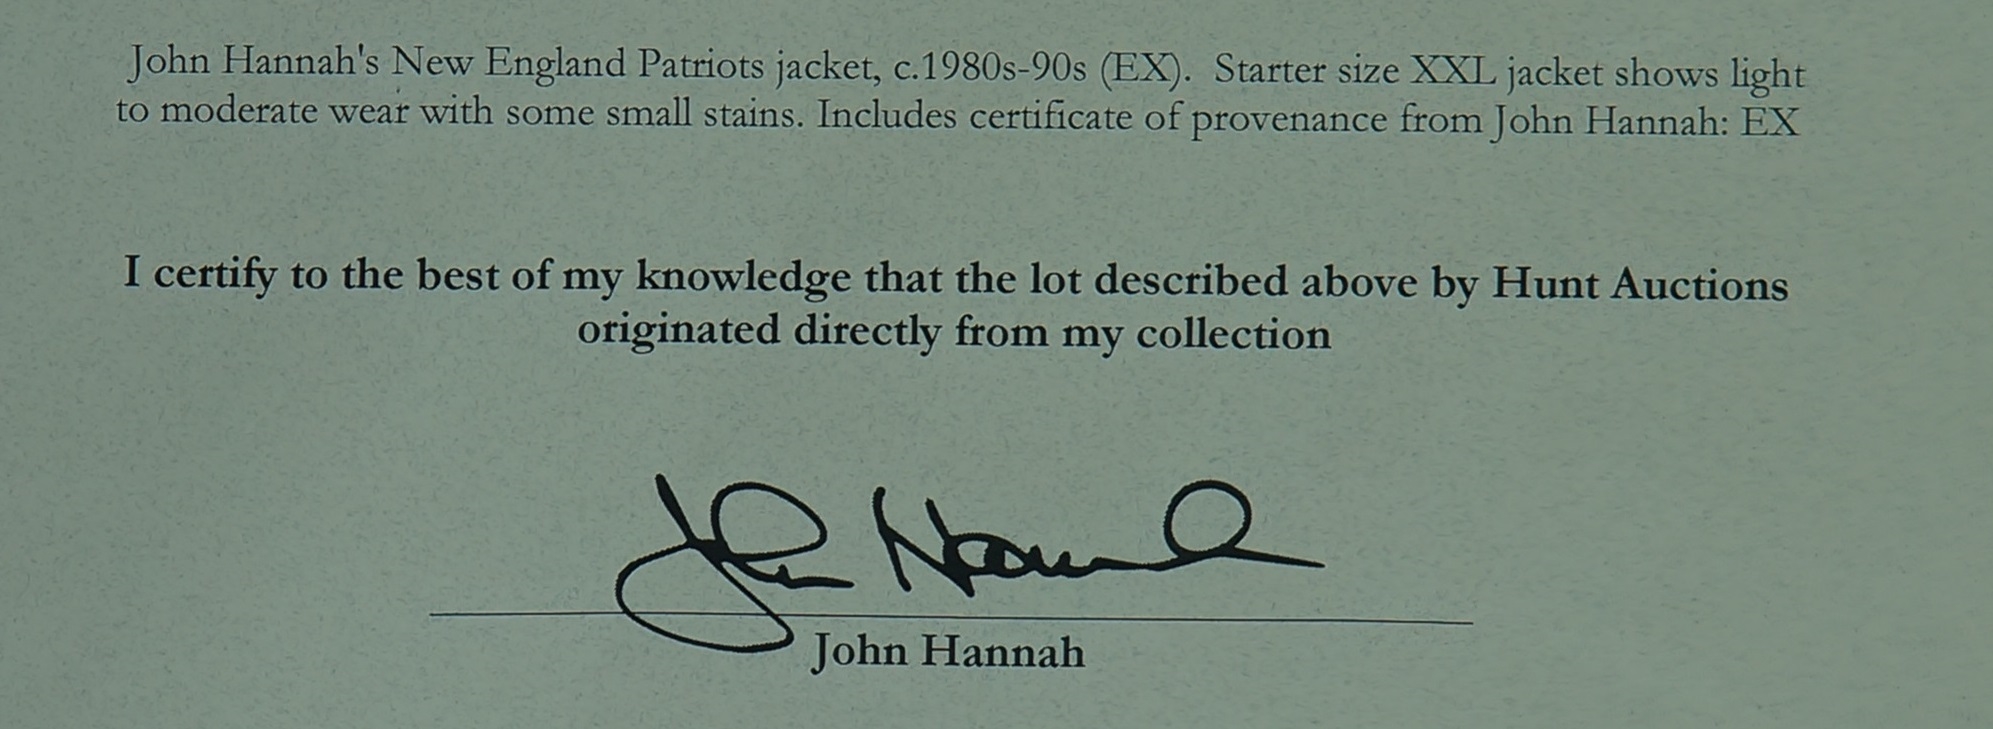 John Hannah's New England Patriots jacket, c.1980s-90s (EX).  Starter size XXL jacket shows light
to moderate wear with some small stains. Includes certificate of provenance from John Hannah: EX
I certify to the best of my knowledge that the lot described above by Hunt Auctions
originated directly from my collection
John Hannah
John Hannah